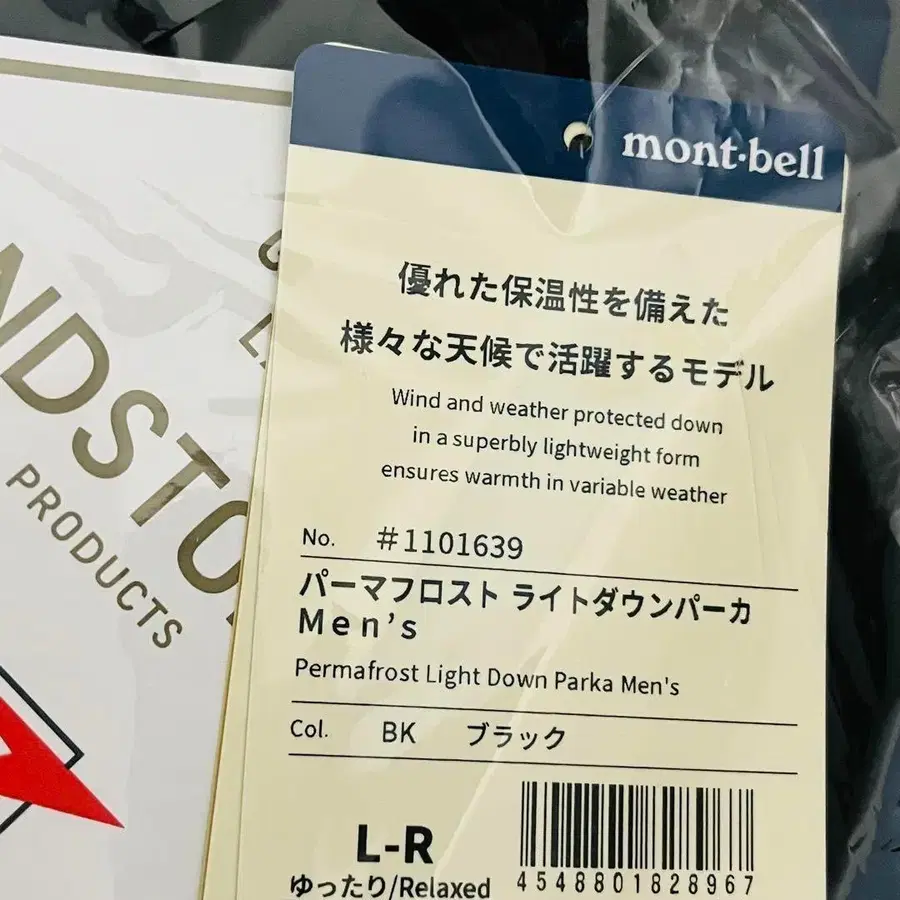 mont·bell
優れた保温性を備えた
様々な天候で活躍するモデル
Wind and weather protected down
in a superbly lightweight form
ensures warmth in variable weather
No. #1101639
パーマフロスト ライトダウンパーカ
Men's
Permafrost Light Down Parka Men's
Col. BK ブラック
L-R
ゆったり/Relaxed
4548801828967
PRODUCTS